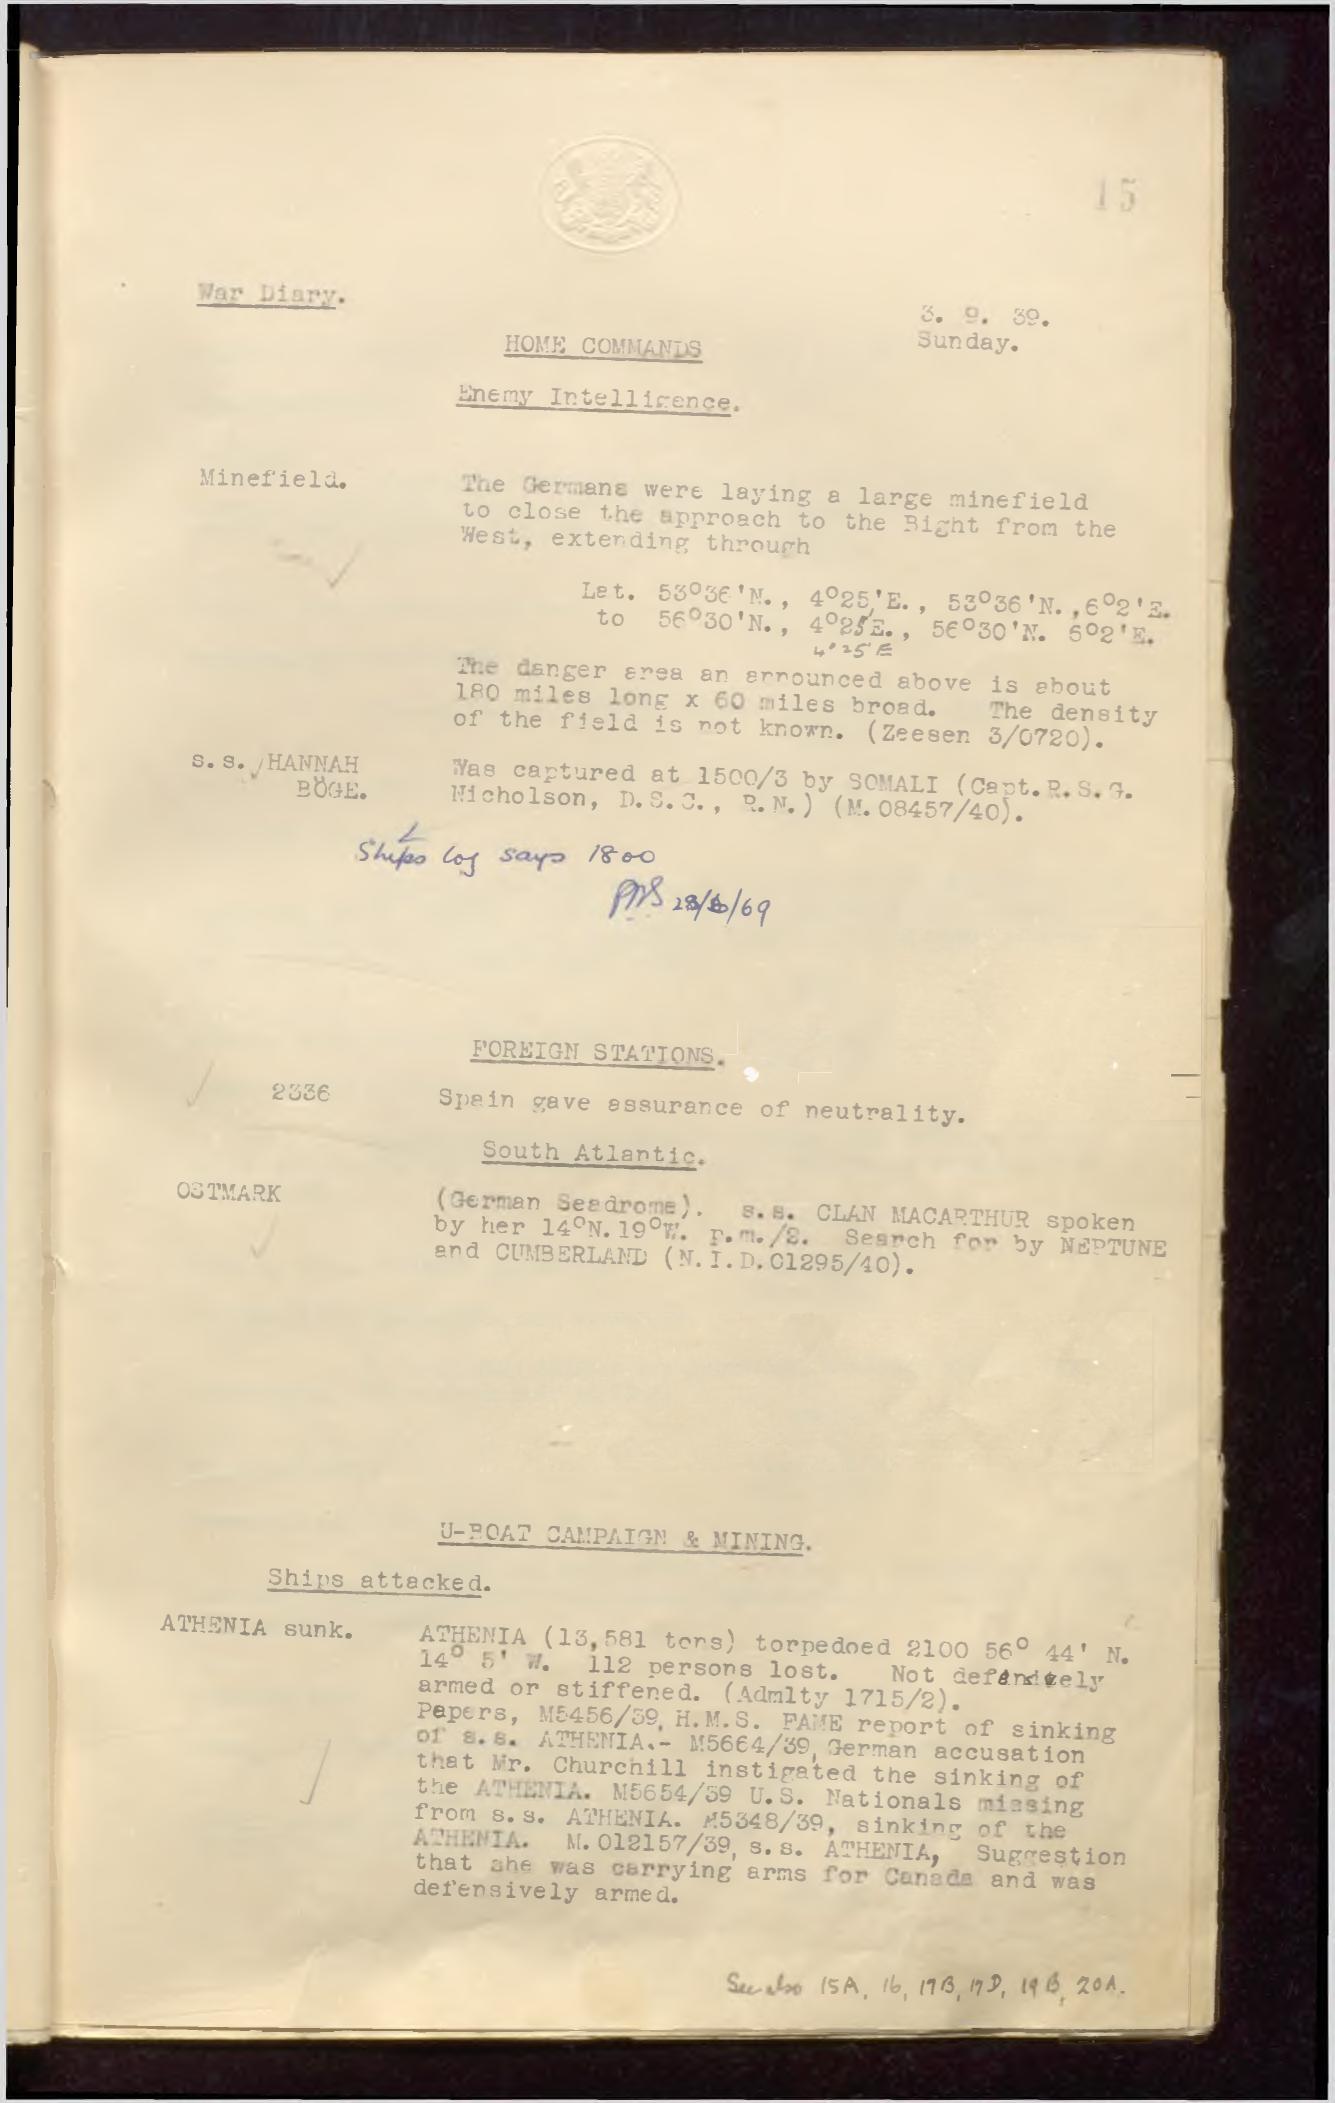 15
War Diary.
3. 9. 39.
Sunday.
HOME COMMANDS
Enemy Intelligence.
Minefield.
The Germans were laying a large minefield
to close the approach to the Bight from the
West, extending through
Lat. 53°36'N., 4°25'E., 53°36'N.,6°2'E.
to 56°30'N., 4°25'E., 56°30'N. 6°2'E.
4°25'E
The danger area an announced above is about
180 miles long x 60 miles broad. The density
of the field is not known. (Zeesen 3/0720).
s.s. HANNAH
BÖGE.
Was captured at 1500/3 by SOMALI (Capt.R.S.G.
Nicholson, D.S.C., R.N.) (M.08457/40).
Ships log says 1800
/69
FOREIGN STATIONS.
2336
Spain gave assurance of neutrality.
South Atlantic.
OSTMARK
(German Seadrome). s.s. CLAN MACARTHUR spoken
by her 14°N.19°W. p.m./2. Search for by NEPTUNE
and CUMBERLAND (N.I.D.01295/40).
U-BOAT CAMPAIGN & MINING.
Ships attacked.
ATHENIA sunk.
ATHENIA (13,581 tons) torpedoed 2100 56° 44' N.
14° 5' W. 112 persons lost. Not
armed or stiffened. (Admlty 1715/2).
Papers, M5456/39, H.M.S. FAME report of sinking
of s.s. ATHENIA.- M5664/39, German accusation
that Mr. Churchill instigated the sinking of
the ATHENIA. M5654/39 U.S. Nationals missing
from s.s. ATHENIA. M5348/39, sinking of the
ATHENIA. M.012157/39, s.s. ATHENIA, Suggestion
that she was carrying arms for Canada and was
defensively armed.
See also 15A, 16, 17B, 17D, 19B, 20A.